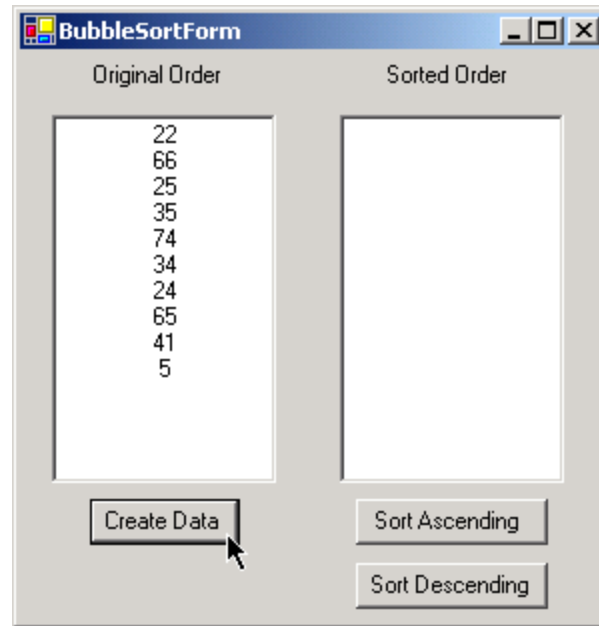 BubbleSortForm
Original Order
Sorted Order
22
66
25
35
74
34
24
65
41
5
Create Data
Sort Ascending
Sort Descending